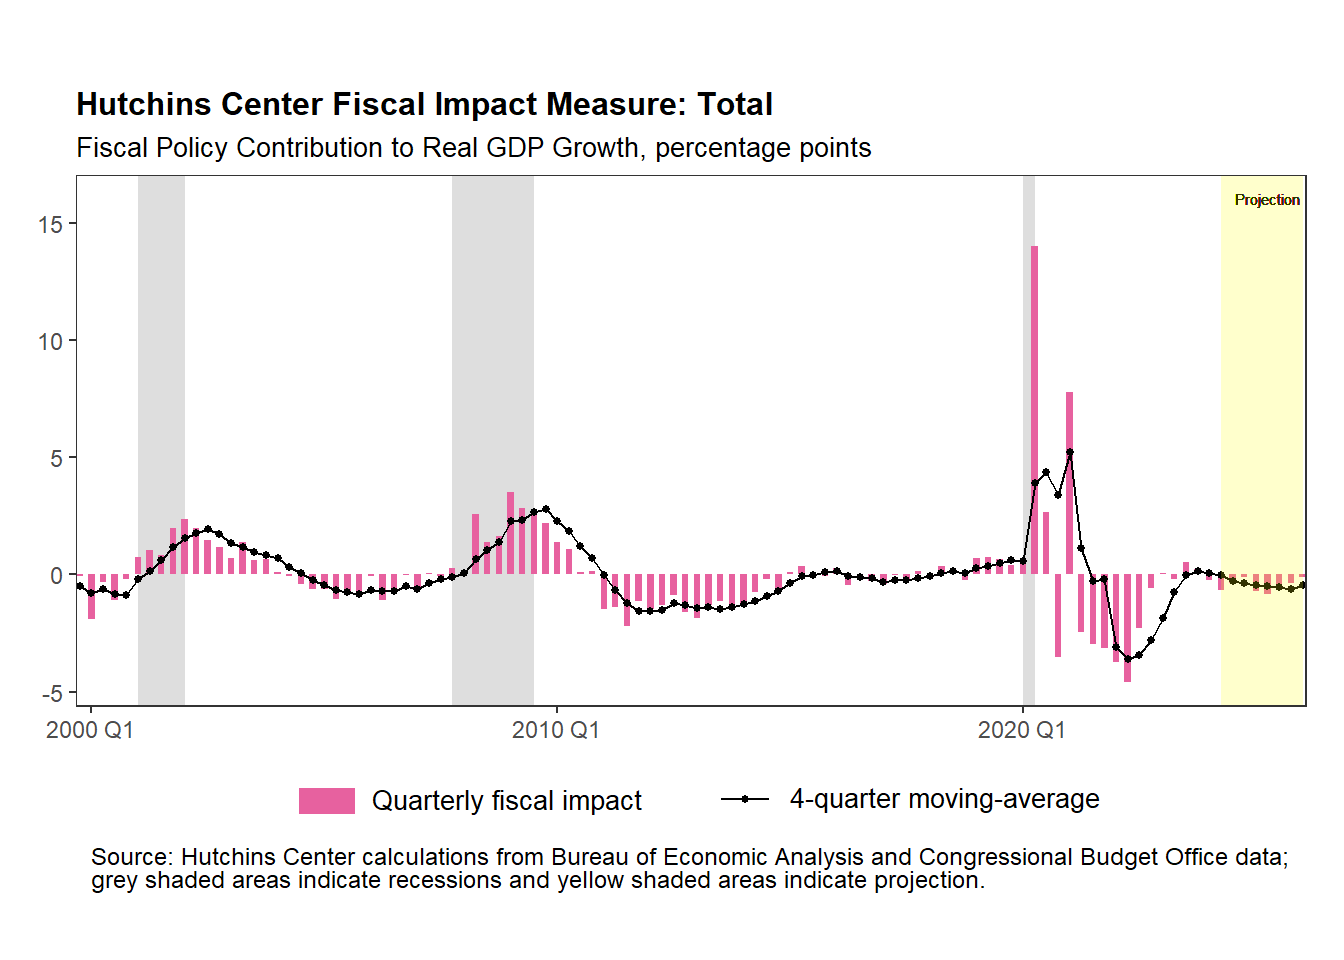 Hutchins Center Fiscal Impact Measure: Total
Fiscal Policy Contribution to Real GDP Growth, percentage points
Projection
15
10
5
0
-5
2000 Q1
2010 Q1
2020 Q1
Quarterly fiscal impact
4-quarter moving-average
Source: Hutchins Center calculations from Bureau of Economic Analysis and Congressional Budget Office data;
grey shaded areas indicate recessions and yellow shaded areas indicate projection.